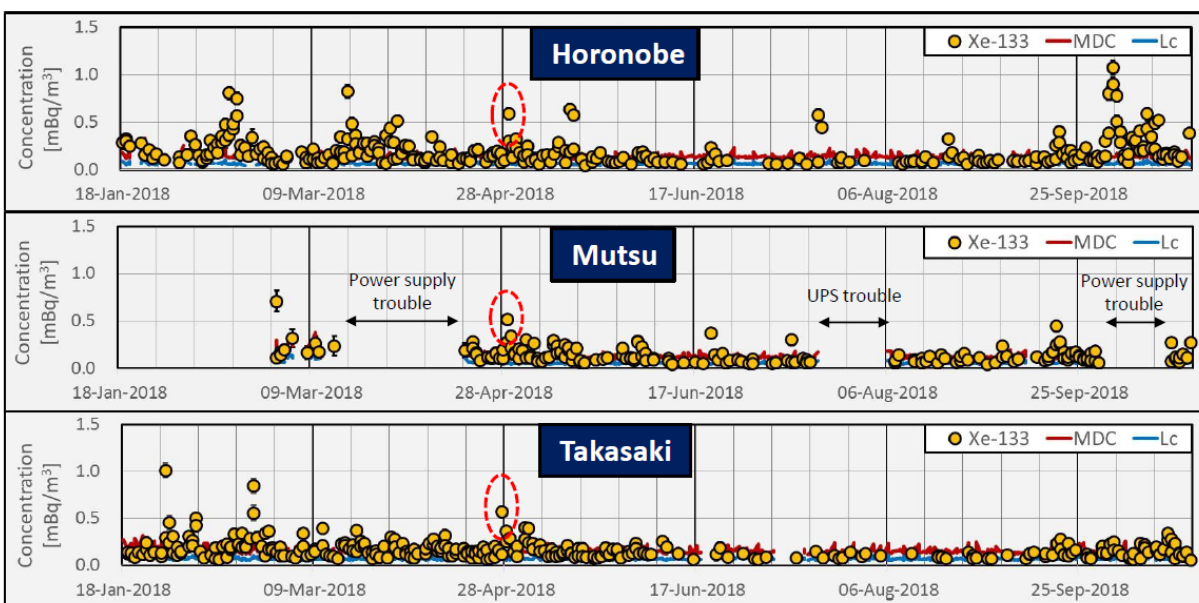 Concentration
[mBq/m³]
1.5
1.0
0.5
0.0
Horonobe
Xe-133 MDC Lc
18-Jan-2018 09-Mar-2018 28-Apr-2018 17-Jun-2018 06-Aug-2018 25-Sep-2018
Concentration
[mBq/m³]
1.5
1.0
0.5
0.0
Mutsu
Xe-133 MDC Lc
Power supply
trouble
UPS trouble
Power supply
trouble
18-Jan-2018 09-Mar-2018 28-Apr-2018 17-Jun-2018 06-Aug-2018 25-Sep-2018
Concentration
[mBq/m³]
1.5
1.0
0.5
0.0
Takasaki
Xe-133 MDC Lc
18-Jan-2018 09-Mar-2018 28-Apr-2018 17-Jun-2018 06-Aug-2018 25-Sep-2018